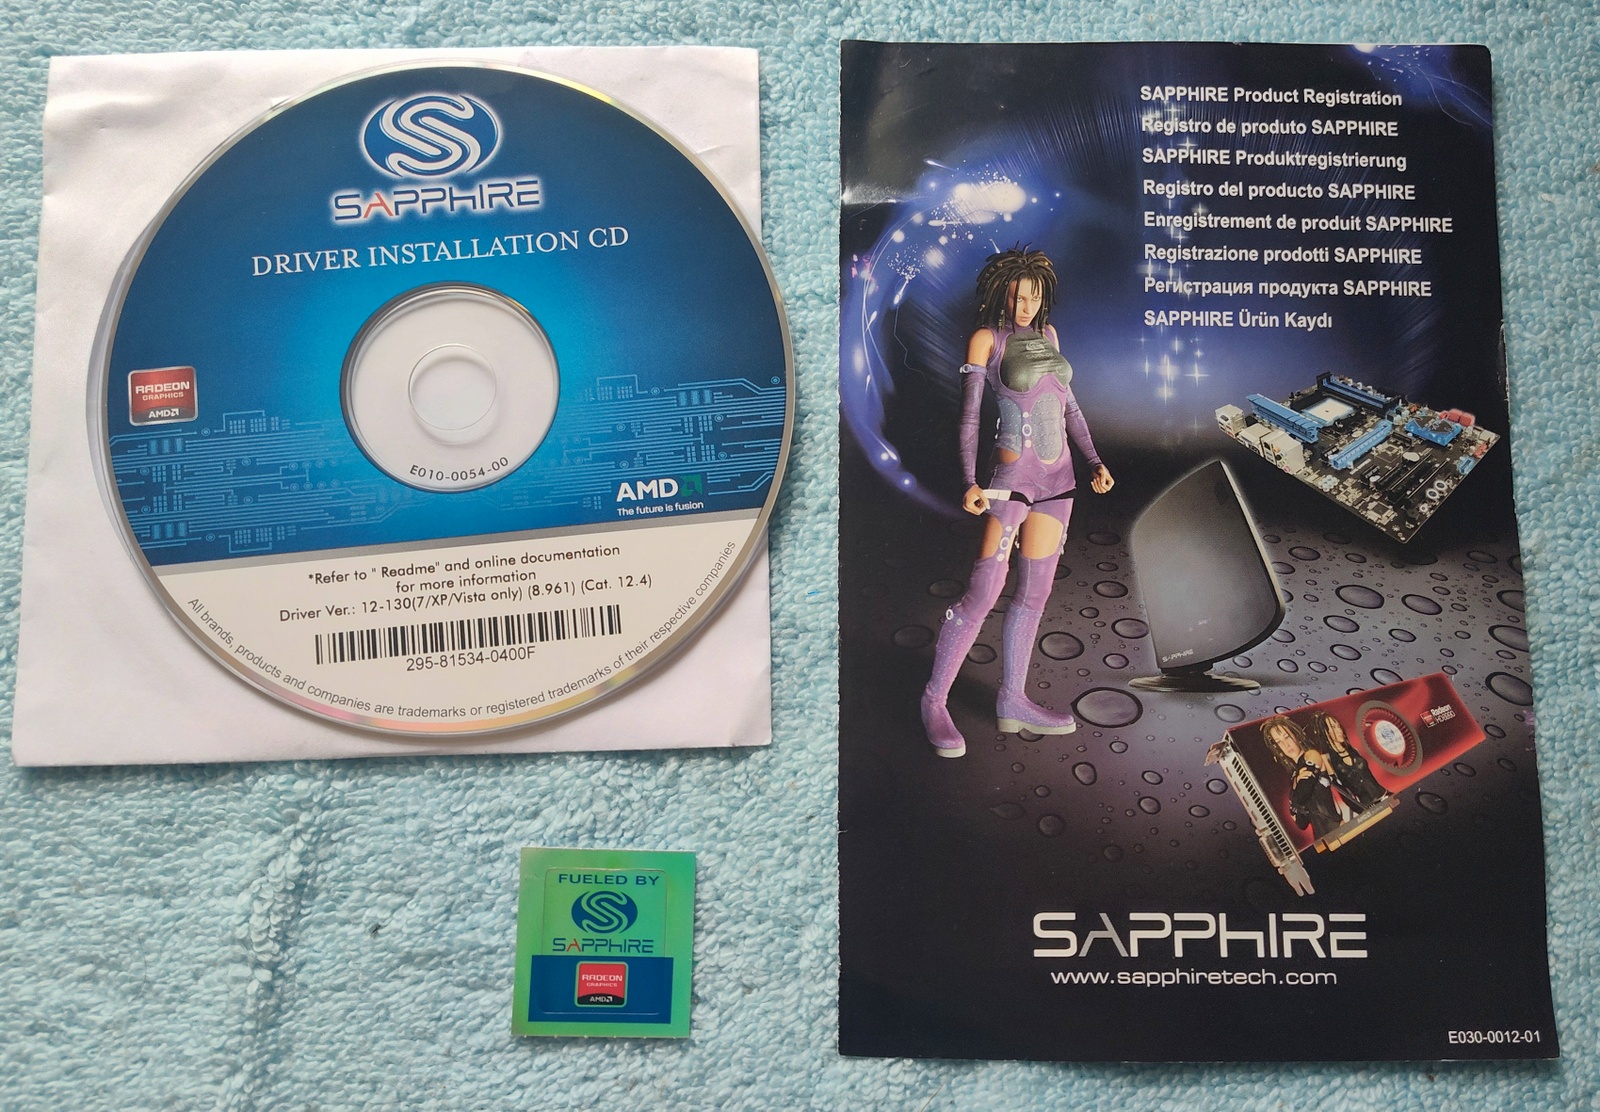 SAPPHIRE
DRIVER INSTALLATION CD
RADEON
GRAPHICS
AMD
E010-0054-00
AMD
The future is fusion
*Refer to " Readme" and online documentation
for more information
Driver Ver.: 12-130(7/XP/Vista only) (8.961) (Cat. 12.4)
295-81534-0400F
All brands, products and companies are trademarks or registered trademarks of their respective companies
FUELED BY
SAPPHIRE
RADEON
GRAPHICS
AMD
SAPPHIRE Product Registration
Registro de produto SAPPHIRE
SAPPHIRE Produktregistrierung
Registro del producto SAPPHIRE
Enregistrement de produit SAPPHIRE
Registrazione prodotti SAPPHIRE
Регистрация продукта SAPPHIRE
SAPPHIRE Ürün Kaydı
SAPPHIRE
Radeon
SAPPHIRE
www.sapphiretech.com
E030-0012-01